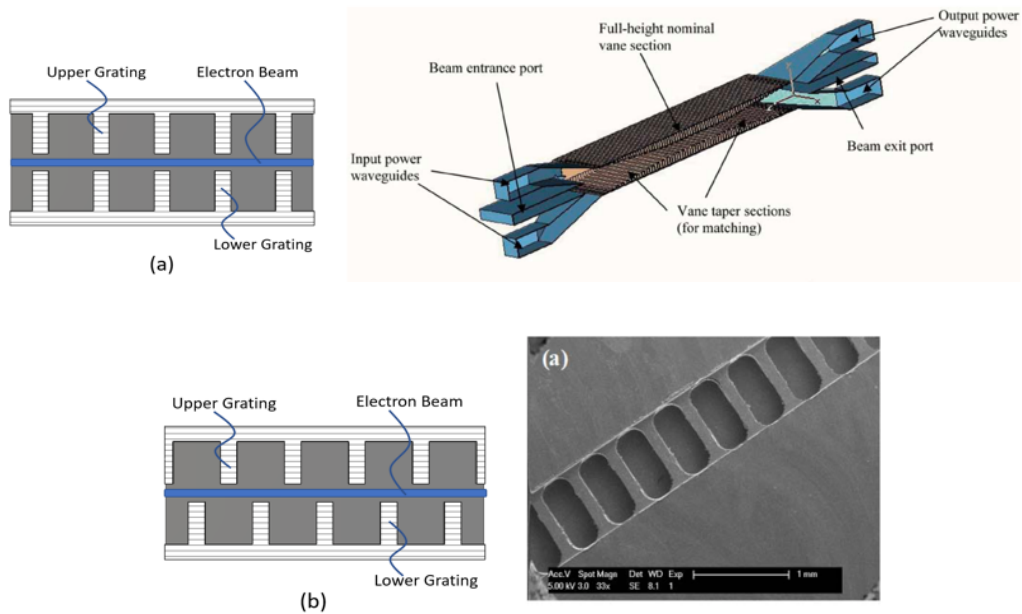 Upper Grating
Electron Beam
Lower Grating
(a)
Full-height nominal
vane section
Output power
waveguides
Beam entrance port
Input power
waveguides
Beam exit port
Vane taper sections
(for matching)
Upper Grating
Electron Beam
Lower Grating
(b)
(a)
Acc.V Spot Magn Det WD Exp 1 mm
5.00 kV 3.0 33x SE 8.1 1